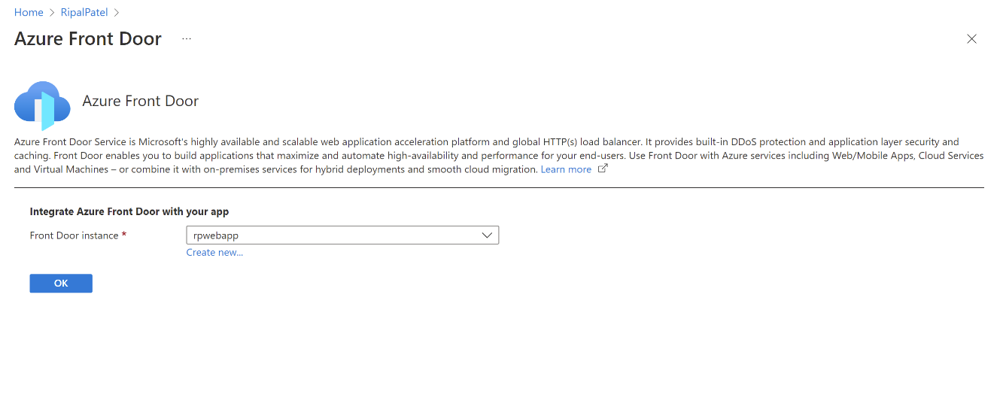 Home > RipalPatel >
Azure Front Door ...
Azure Front Door
Azure Front Door Service is Microsoft's highly available and scalable web application acceleration platform and global HTTP(s) load balancer. It provides built-in DDoS protection and application layer security and
caching. Front Door enables you to build applications that maximize and automate high-availability and performance for your end-users. Use Front Door with Azure services including Web/Mobile Apps, Cloud Services
and Virtual Machines – or combine it with on-premises services for hybrid deployments and smooth cloud migration. Learn more
Integrate Azure Front Door with your app
Front Door instance * rpwebapp
Create new...
OK